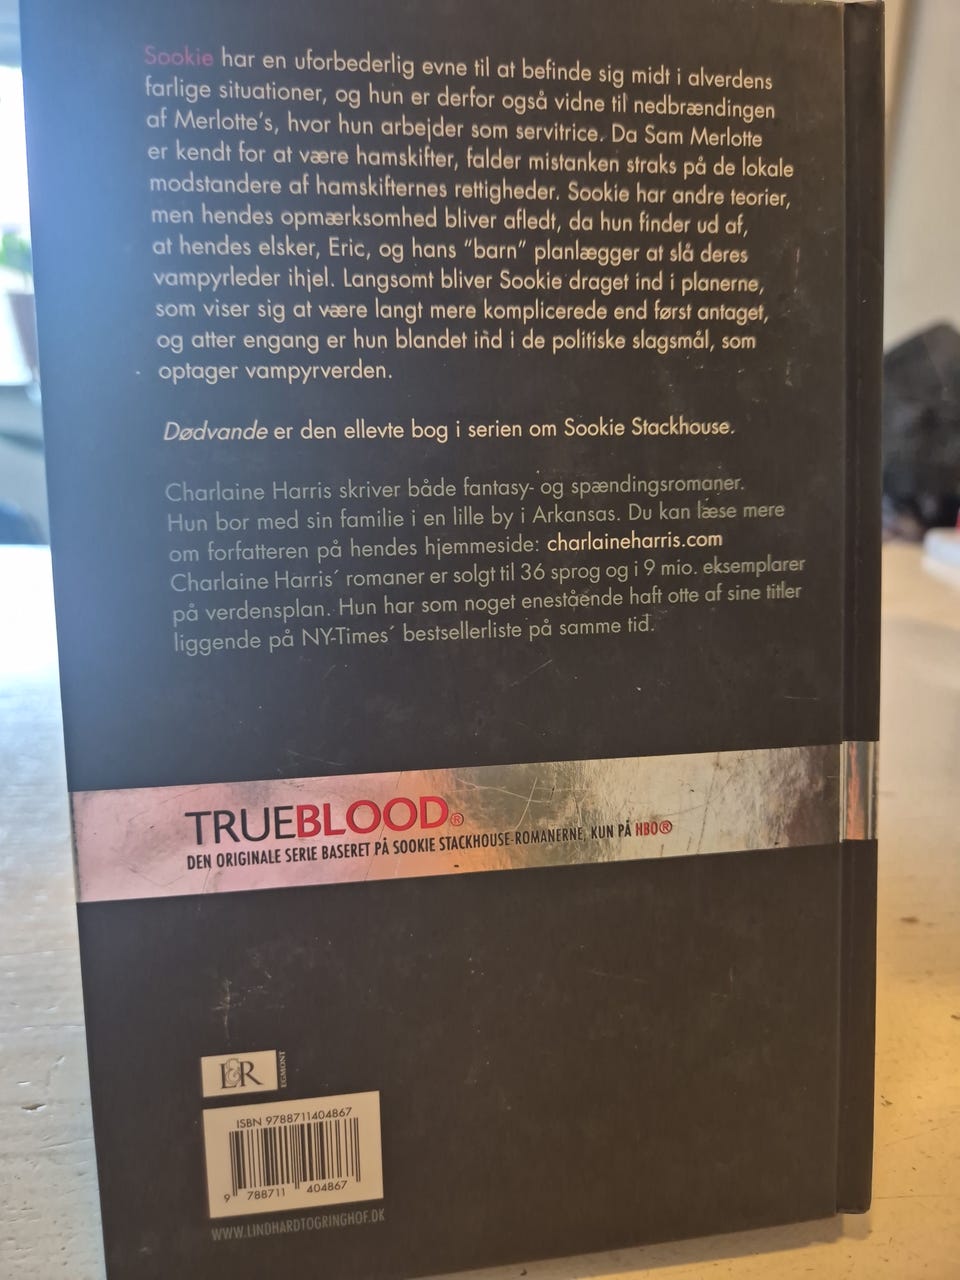 Sookie har en uforbederlig evne til at befinde sig midt i alverdens
farlige situationer, og hun er derfor også vidne til nedbrændingen
af Merlotte's, hvor hun arbejder som servitrice. Da Sam Merlotte
er kendt for at være hamskifter, falder mistanken straks på de lokale
modstandere af hamskifternes rettigheder. Sookie har andre teorier,
men hendes opmærksomhed bliver afledt, da hun finder ud af,
at hendes elsker, Eric, og hans "barn" planlægger at slå deres
vampyrleder ihjel. Langsomt bliver Sookie draget ind i planerne,
som viser sig at være langt mere komplicerede end først antaget,
og atter engang er hun blandet ind i de politiske slagsmål, som
optager vampyrverden.
Dødvande er den ellevte bog i serien om Sookie Stackhouse.
Charlaine Harris skriver både fantasy- og spændingsromaner.
Hun bor med sin familie i en lille by i Arkansas. Du kan læse mere
om forfatteren på hendes hjemmeside: charlaineharris.com
Charlaine Harris´ romaner er solgt til 36 sprog og i 9 mio. eksemplarer
på verdensplan. Hun har som noget enestående haft otte af sine titler
liggende på NY-Times´ bestsellerliste på samme tid.
TRUEBLOOD®
DEN ORIGINALE SERIE BASERET PÅ SOOKIE STACKHOUSE-ROMANERNE, KUN PÅ HBO®
L&R
EGMONT
ISBN 9788711404867
9 788711 404867
WWW.LINDHARDTOGRINGHOF.DK